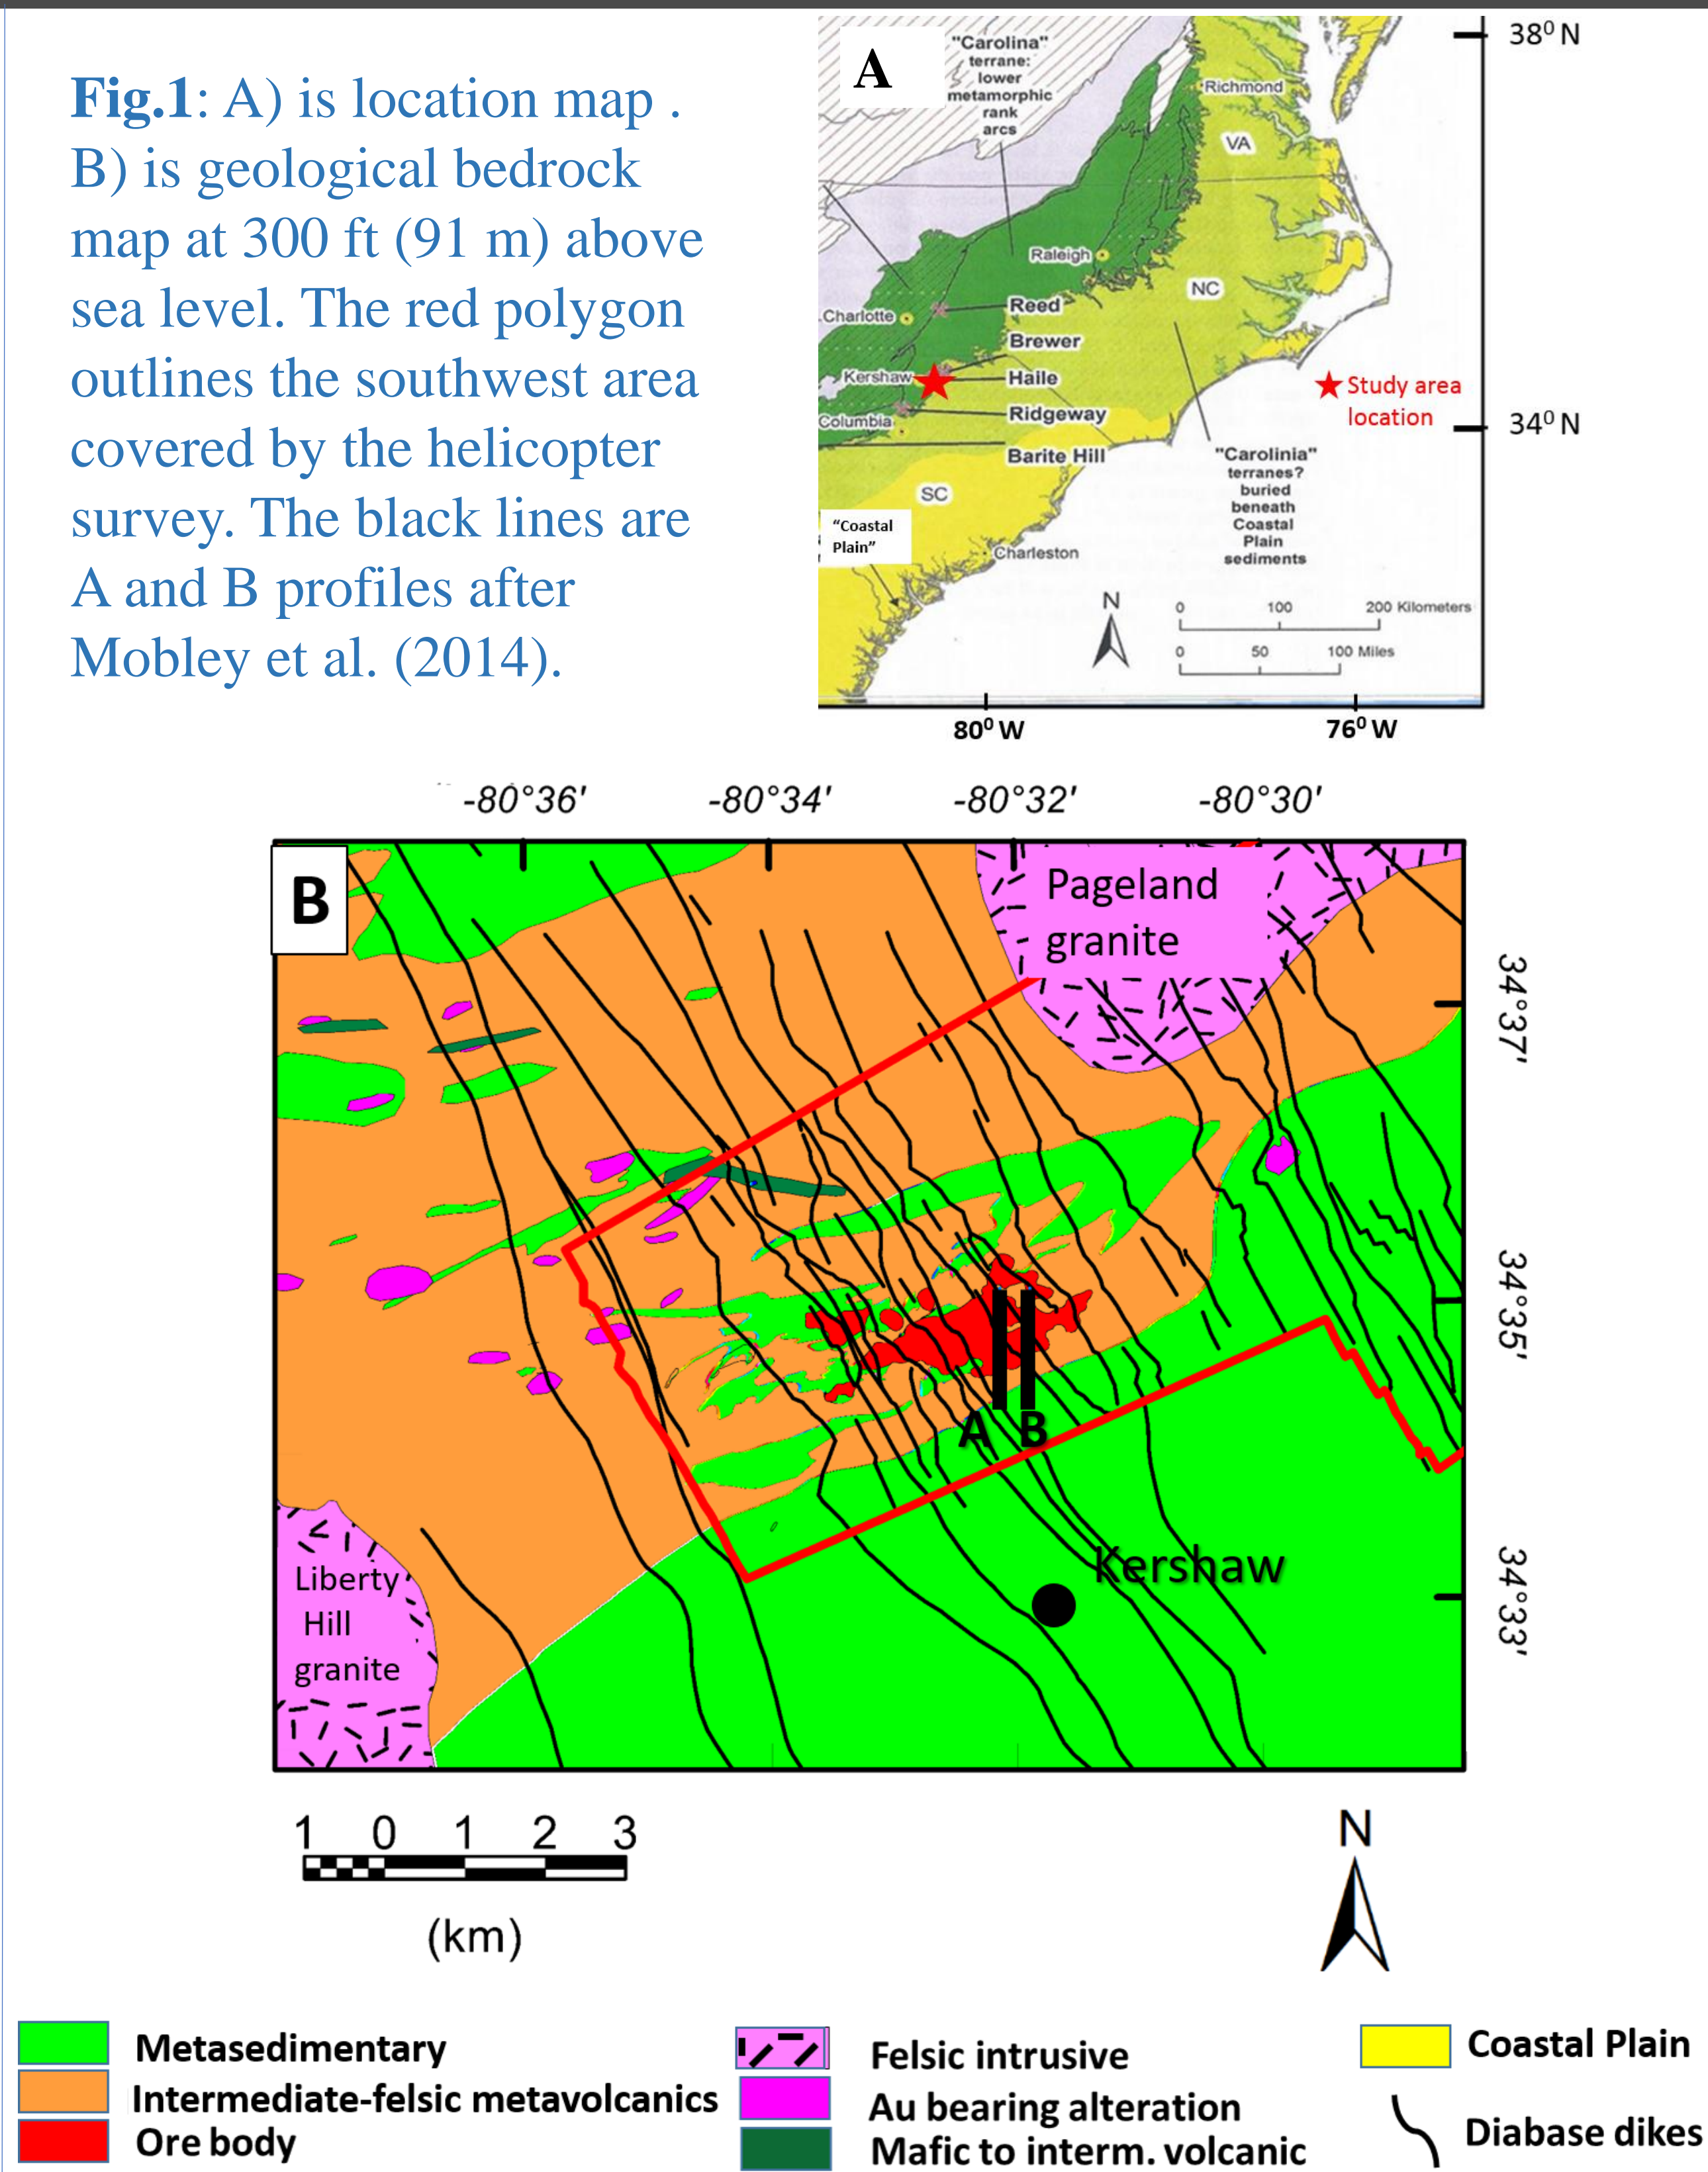 Fig.1: A) is location map .
B) is geological bedrock
map at 300 ft (91 m) above
sea level. The red polygon
outlines the southwest area
covered by the helicopter
survey. The black lines are
A and B profiles after
Mobley et al. (2014).
A
"Carolina"
terrane:
lower
metamorphic
rank
arcs
Richmond
VA
Raleigh
NC
Reed
Charlotte
Brewer
Kershaw
Haile
Ridgeway
Columbia
Barite Hill
SC
"Coastal
Plain"
Charleston
"Carolinia"
terranes?
buried
beneath
Coastal
Plain
sediments
Study area
location
38⁰ N
34⁰ N
N
0 100 200 Kilometers
0 50 100 Miles
80⁰ W 76⁰ W
-80°36' -80°34' -80°32' -80°30'
B
Pageland
granite
34°37'
34°35'
34°33'
A B
Kershaw
Liberty
Hill
granite
1 0 1 2 3
(km)
N
Metasedimentary
Intermediate-felsic metavolcanics
Ore body
Felsic intrusive
Au bearing alteration
Mafic to interm. volcanic
Coastal Plain
Diabase dikes